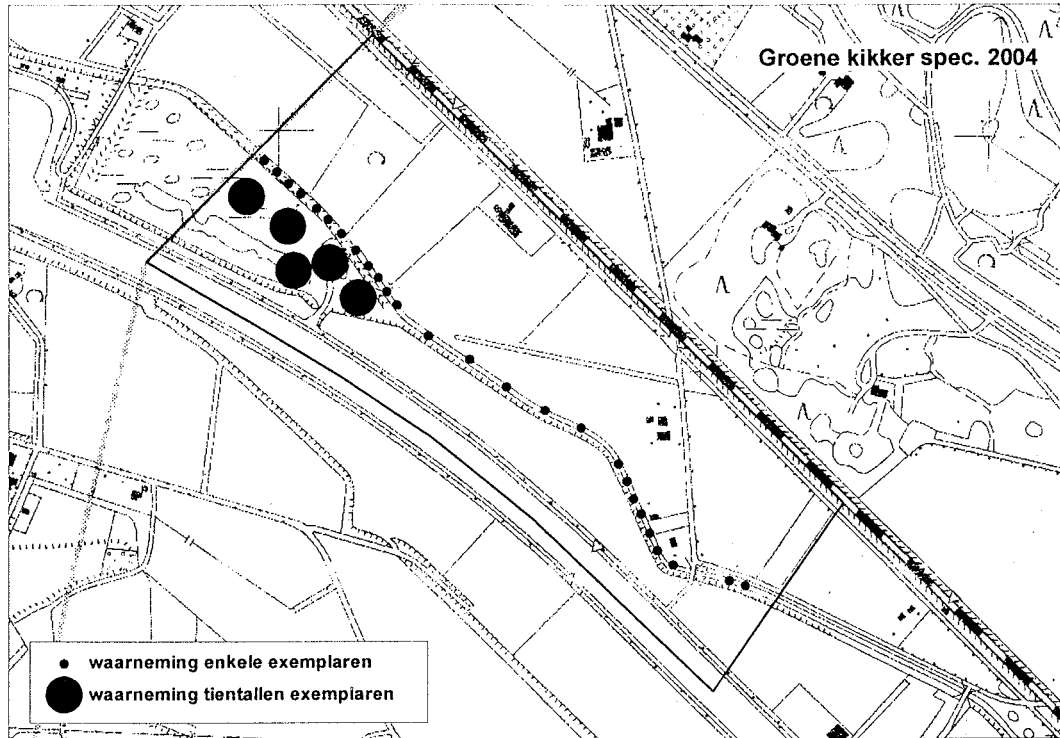 Groene kikker spec. 2004
waarneming enkele exemplaren
waarneming tientallen exemplaren